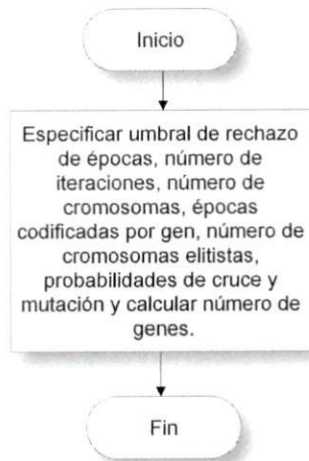 Inicio
Especificar umbral de rechazo
de épocas, número de
iteraciones, número de
cromosomas, épocas
codificadas por gen, número de
cromosomas elitistas,
probabilidades de cruce y
mutación y calcular número de
genes.
Fin